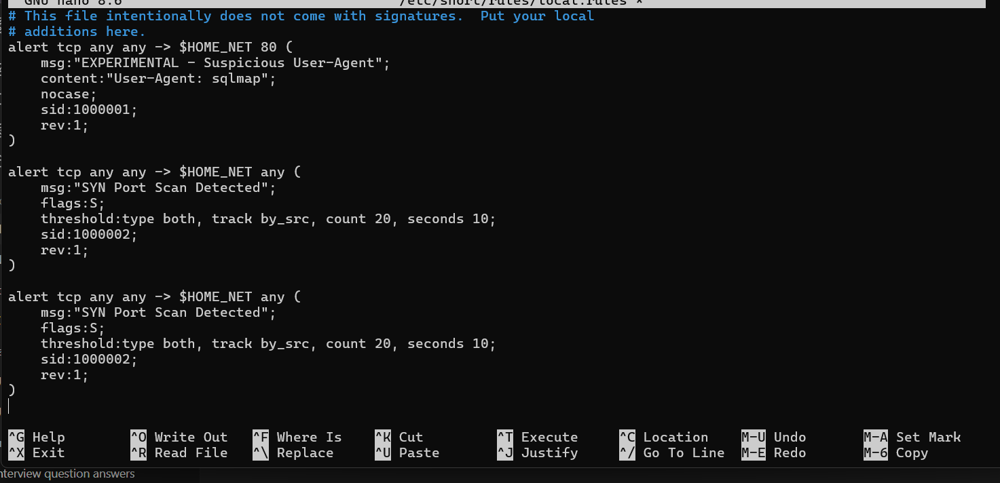 GNU nano 8.6 /etc/snort/rules/local.rules *
# This file intentionally does not come with signatures.  Put your local
# additions here.
alert tcp any any -> $HOME_NET 80 (
    msg:"EXPERIMENTAL - Suspicious User-Agent";
    content:"User-Agent: sqlmap";
    nocase;
    sid:1000001;
    rev:1;
)
alert tcp any any -> $HOME_NET any (
    msg:"SYN Port Scan Detected";
    flags:S;
    threshold:type both, track by_src, count 20, seconds 10;
    sid:1000002;
    rev:1;
)
alert tcp any any -> $HOME_NET any (
    msg:"SYN Port Scan Detected";
    flags:S;
    threshold:type both, track by_src, count 20, seconds 10;
    sid:1000002;
    rev:1;
)
^G Help ^O Write Out ^F Where Is ^K Cut ^T Execute ^C Location M-U Undo M-A Set Mark
^X Exit ^R Read File ^\ Replace ^U Paste ^J Justify ^/ Go To Line M-E Redo M-6 Copy
nterview question answers